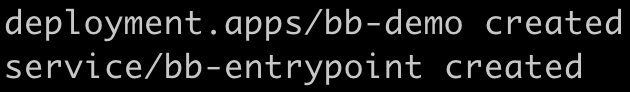 deployment.apps/bb-demo created
service/bb-entrypoint created